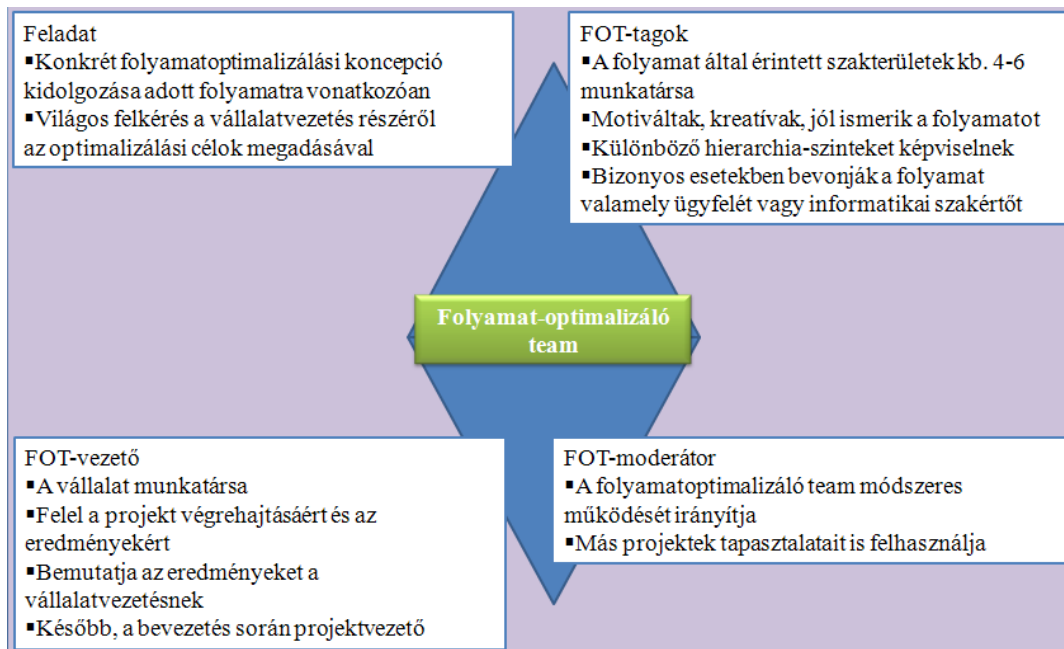 Feladat
▪Konkrét folyamatoptimalizálási koncepció
kidolgozása adott folyamatra vonatkozóan
▪Világos felkérés a vállalatvezetés részéről
az optimalizálási célok megadásával
FOT-tagok
▪A folyamat által érintett szakterületek kb. 4-6
munkatársa
▪Motiváltak, kreatívak, jól ismerik a folyamatot
▪Különböző hierarchia-szinteket képviselnek
▪Bizonyos esetekben bevonják a folyamat
valamely ügyfelét vagy informatikai szakértőt
Folyamat-optimalizáló
team
FOT-vezető
▪A vállalat munkatársa
▪Felel a projekt végrehajtásáért és az
eredményekért
▪Bemutatja az eredményeket a
vállalatvezetésnek
▪Később, a bevezetés során projektvezető
FOT-moderátor
▪A folyamatoptimalizáló team módszeres
működését irányítja
▪Más projektek tapasztalatait is felhasználja